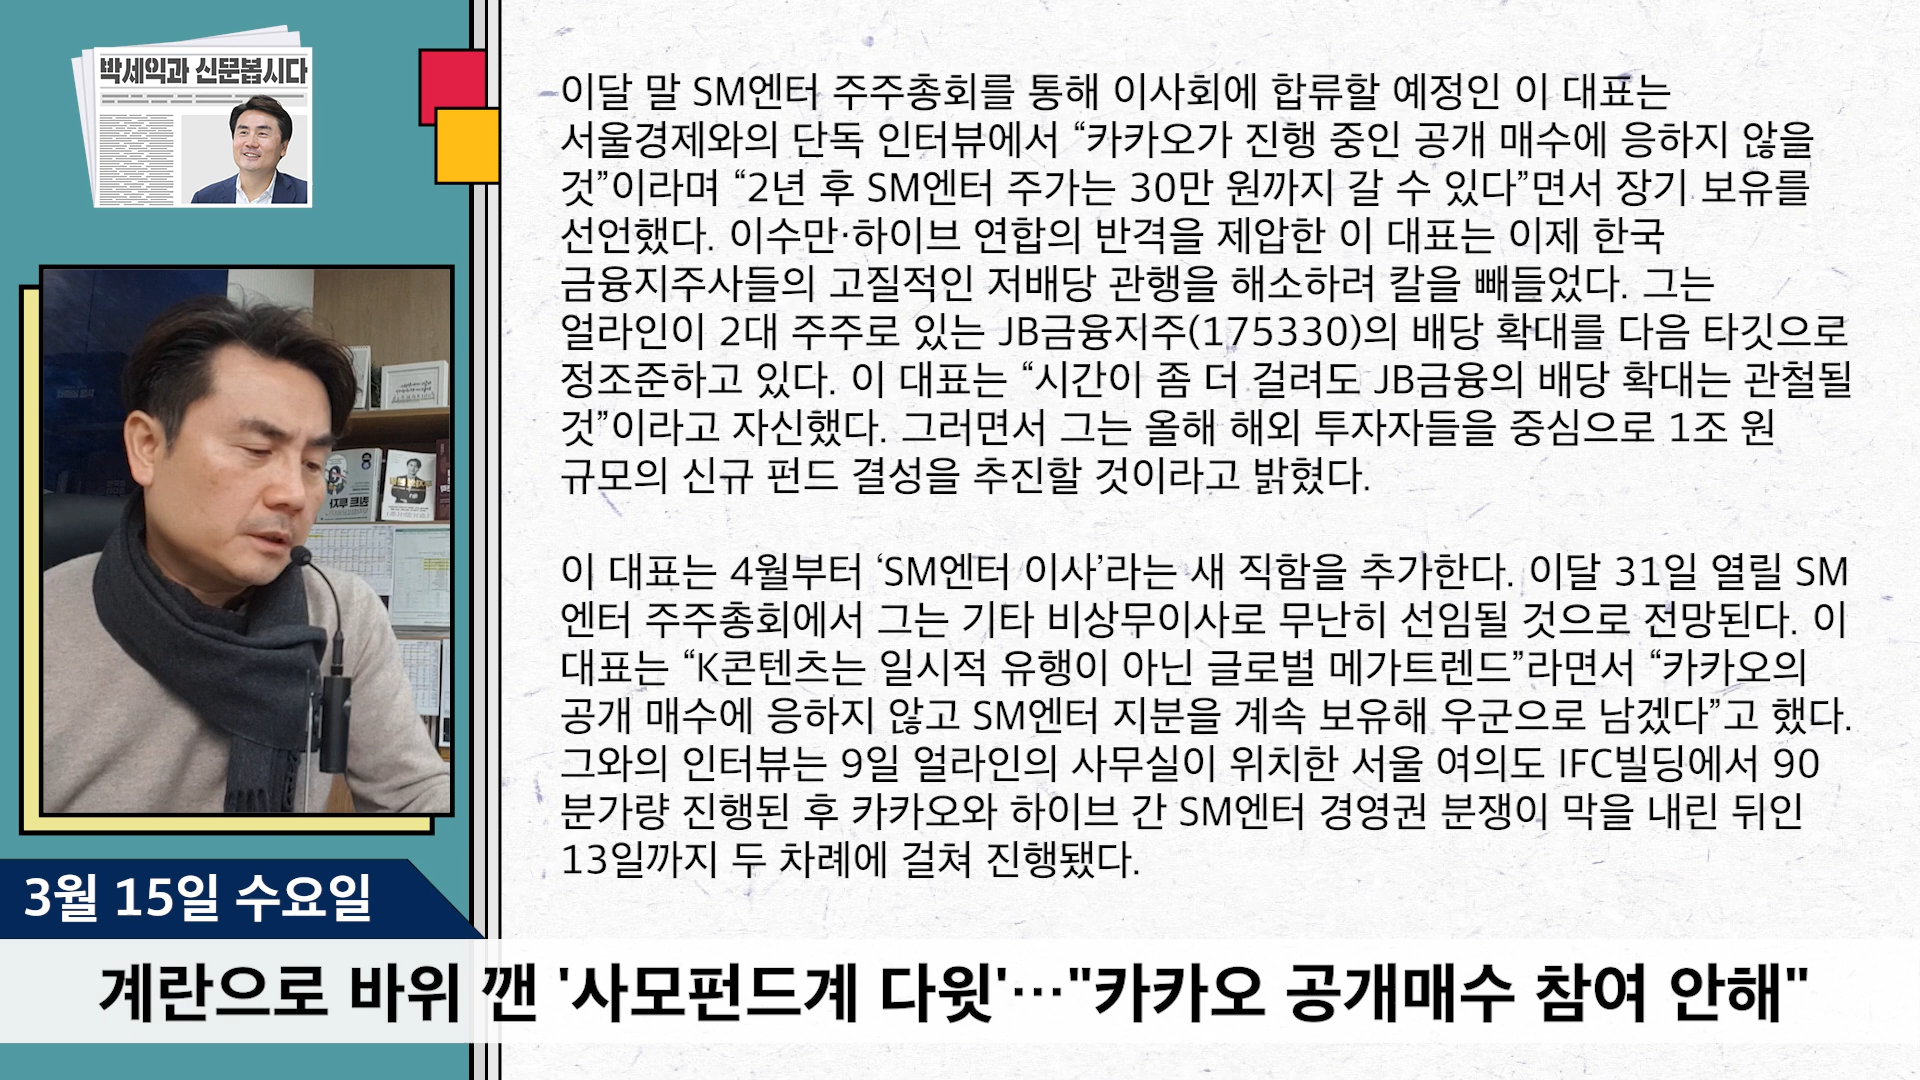 박세익과 신문봅시다
이달 말 SM엔터 주주총회를 통해 이사회에 합류할 예정인 이 대표는
서울경제와의 단독 인터뷰에서 “카카오가 진행 중인 공개 매수에 응하지 않을
것”이라며 “2년 후 SM엔터 주가는 30만 원까지 갈 수 있다”면서 장기 보유를
선언했다. 이수만·하이브 연합의 반격을 제압한 이 대표는 이제 한국
금융지주사들의 고질적인 저배당 관행을 해소하려 칼을 빼들었다. 그는
얼라인이 2대 주주로 있는 JB금융지주(175330)의 배당 확대를 다음 타깃으로
정조준하고 있다. 이 대표는 “시간이 좀 더 걸려도 JB금융의 배당 확대는 관철될
것”이라고 자신했다. 그러면서 그는 올해 해외 투자자들을 중심으로 1조 원
규모의 신규 펀드 결성을 추진할 것이라고 밝혔다.
이 대표는 4월부터 ‘SM엔터 이사’라는 새 직함을 추가한다. 이달 31일 열릴 SM
엔터 주주총회에서 그는 기타 비상무이사로 무난히 선임될 것으로 전망된다. 이
대표는 “K콘텐츠는 일시적 유행이 아닌 글로벌 메가트렌드”라면서 “카카오의
공개 매수에 응하지 않고 SM엔터 지분을 계속 보유해 우군으로 남겠다”고 했다.
그와의 인터뷰는 9일 얼라인의 사무실이 위치한 서울 여의도 IFC빌딩에서 90
분가량 진행된 후 카카오와 하이브 간 SM엔터 경영권 분쟁이 막을 내린 뒤인
13일까지 두 차례에 걸쳐 진행됐다.
3월 15일 수요일
계란으로 바위 깬 '사모펀드계 다윗'…"카카오 공개매수 참여 안해"